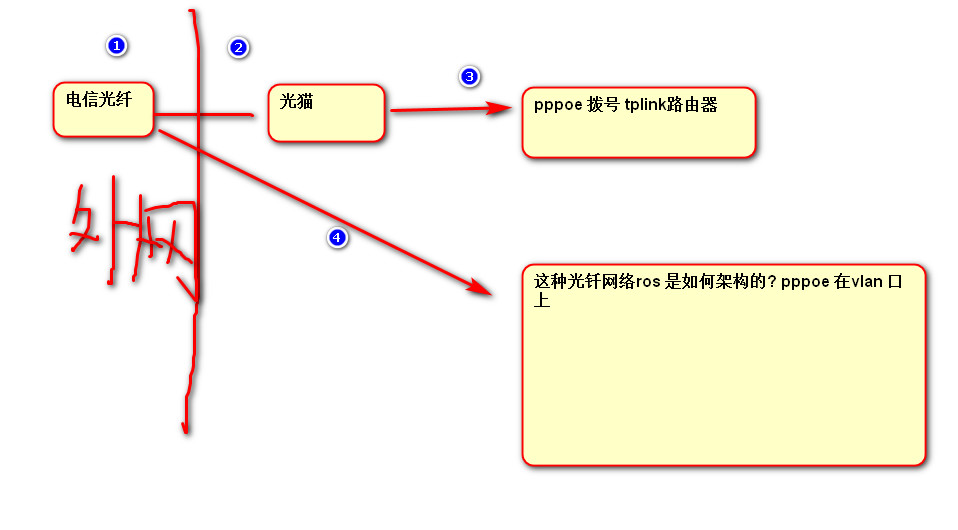 1
2
3
电信光纤
光猫
pppoe 拨号 tplink路由器
外网
4
这种光钎网络ros 是如何架构的? pppoe 在vlan 口
上